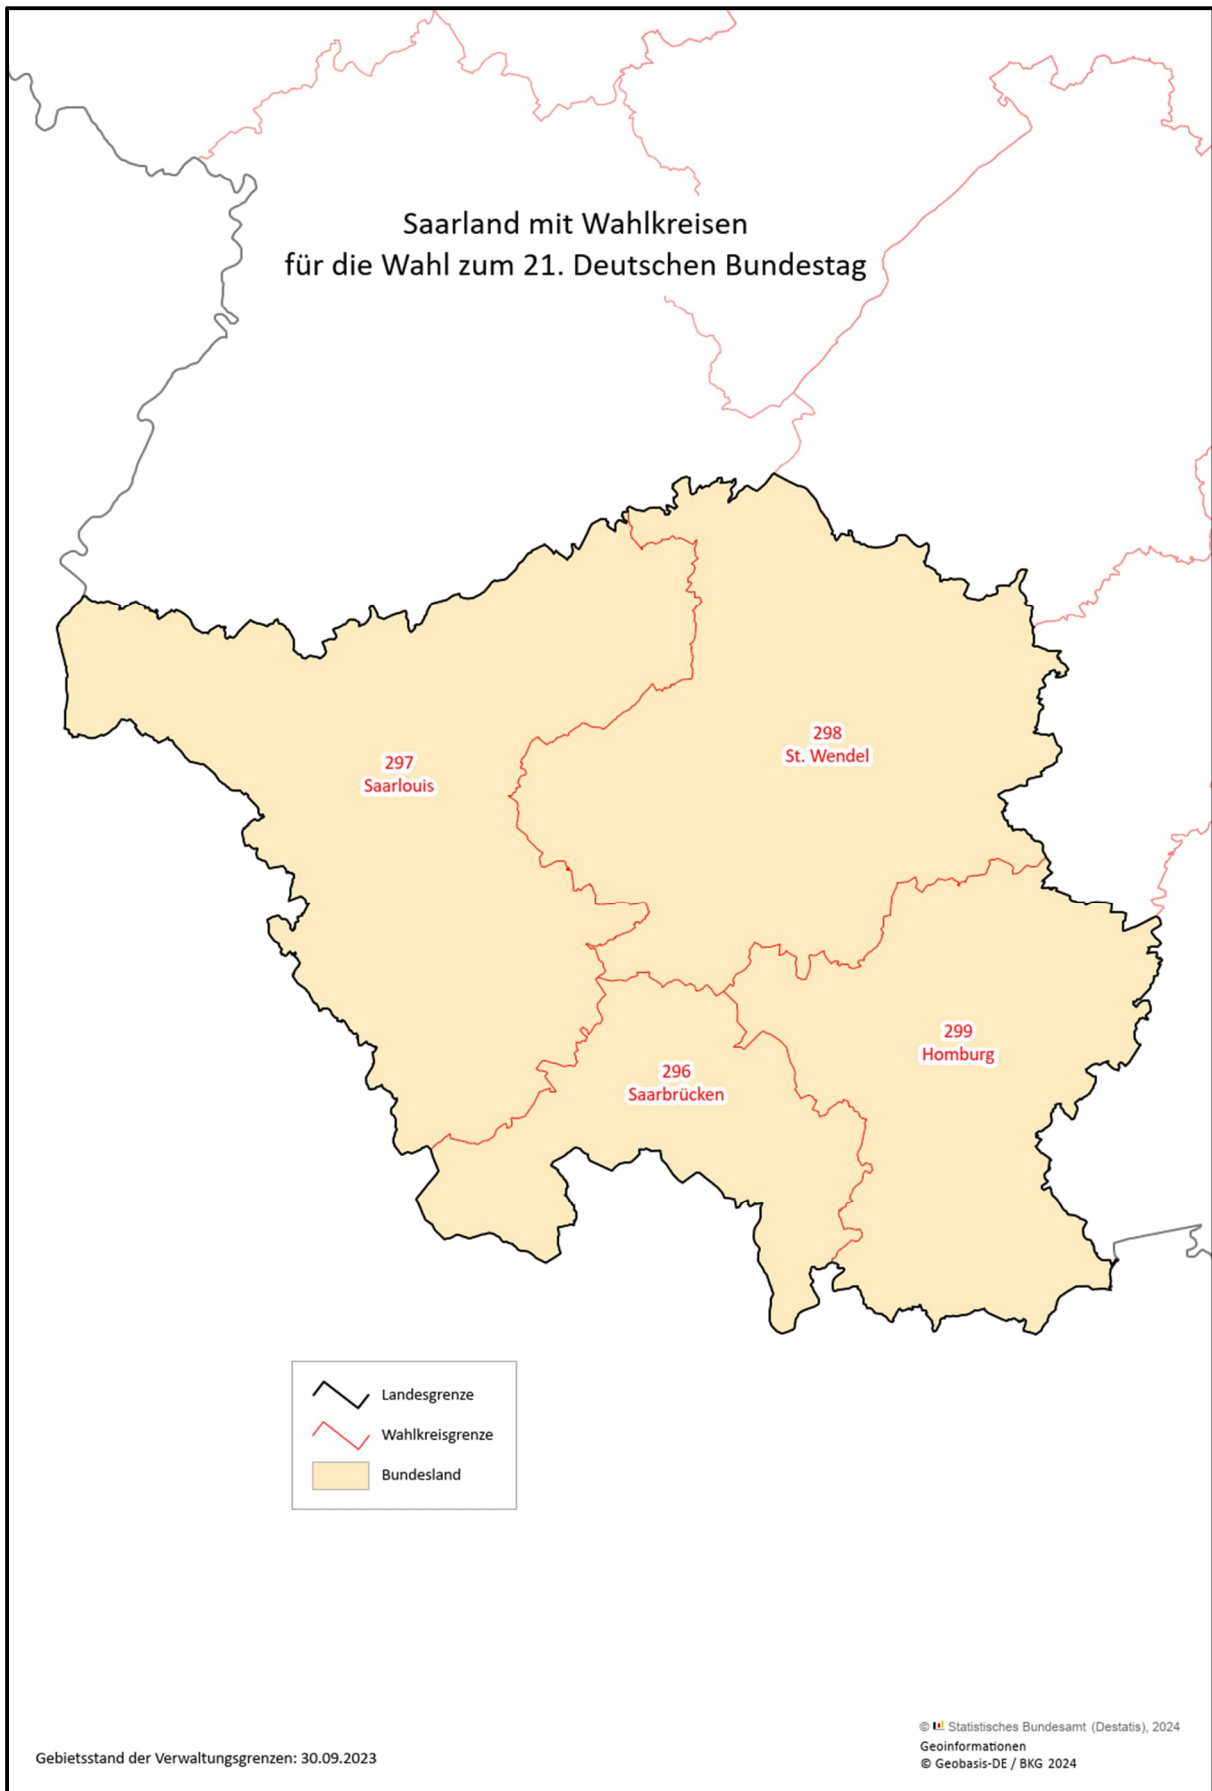 Saarland mit Wahlkreisen
für die Wahl zum 21. Deutschen Bundestag
298
St. Wendel
297
Saarlouis
299
Homburg
296
Saarbrücken
Landesgrenze
Wahlkreisgrenze
Bundesland
© Statistisches Bundesamt (Destatis), 2024
Geoinformationen
© Geobasis-DE / BKG 2024
Gebietsstand der Verwaltungsgrenzen: 30.09.2023